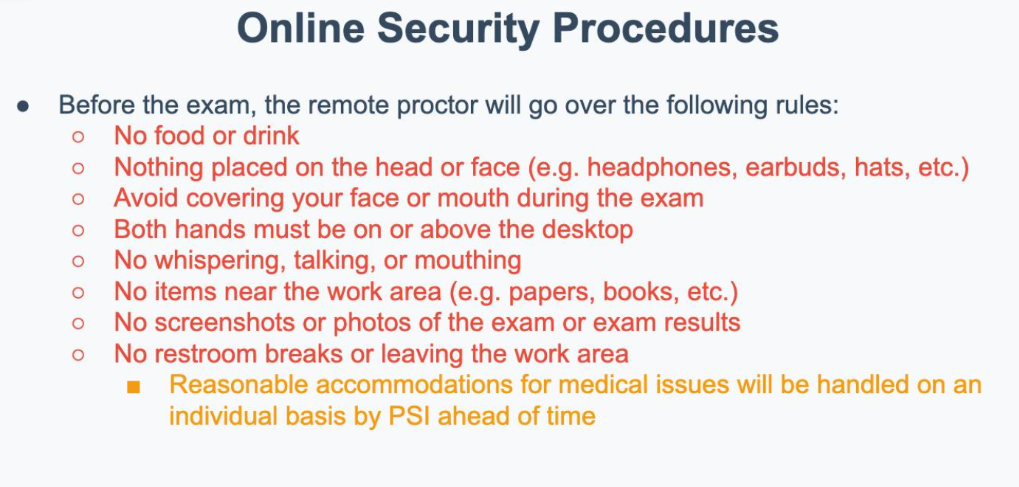 Online Security Procedures
● Before the exam, the remote proctor will go over the following rules:
○ No food or drink
○ Nothing placed on the head or face (e.g. headphones, earbuds, hats, etc.)
○ Avoid covering your face or mouth during the exam
○ Both hands must be on or above the desktop
○ No whispering, talking, or mouthing
○ No items near the work area (e.g. papers, books, etc.)
○ No screenshots or photos of the exam or exam results
○ No restroom breaks or leaving the work area
■ Reasonable accommodations for medical issues will be handled on an
individual basis by PSI ahead of time